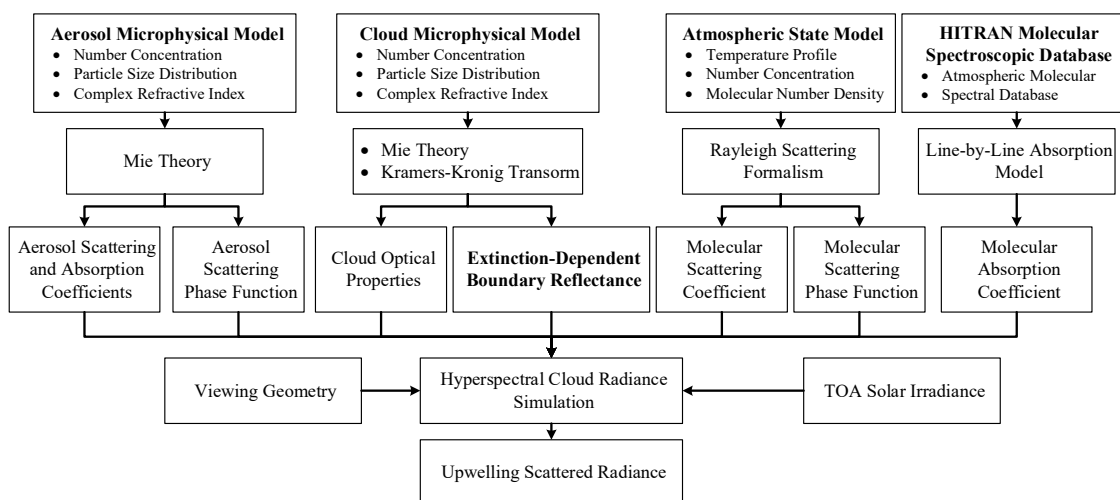 Aerosol Microphysical Model
• Number Concentration
• Particle Size Distribution
• Complex Refractive Index
Cloud Microphysical Model
• Number Concentration
• Particle Size Distribution
• Complex Refractive Index
Atmospheric State Model
• Temperature Profile
• Number Concentration
• Molecular Number Density
HITRAN Molecular
Spectroscopic Database
• Atmospheric Molecular
• Spectral Database
Mie Theory
• Mie Theory
• Kramers-Kronig Transorm
Rayleigh Scattering
Formalism
Line-by-Line Absorption
Model
Aerosol Scattering
and Absorption
Coefficients
Aerosol
Scattering
Phase Function
Cloud Optical
Properties
Extinction-Dependent
Boundary Reflectance
Molecular
Scattering
Coefficient
Molecular
Scattering
Phase Function
Molecular
Absorption
Coefficient
Viewing Geometry
Hyperspectral Cloud Radiance
Simulation
TOA Solar Irradiance
Upwelling Scattered Radiance